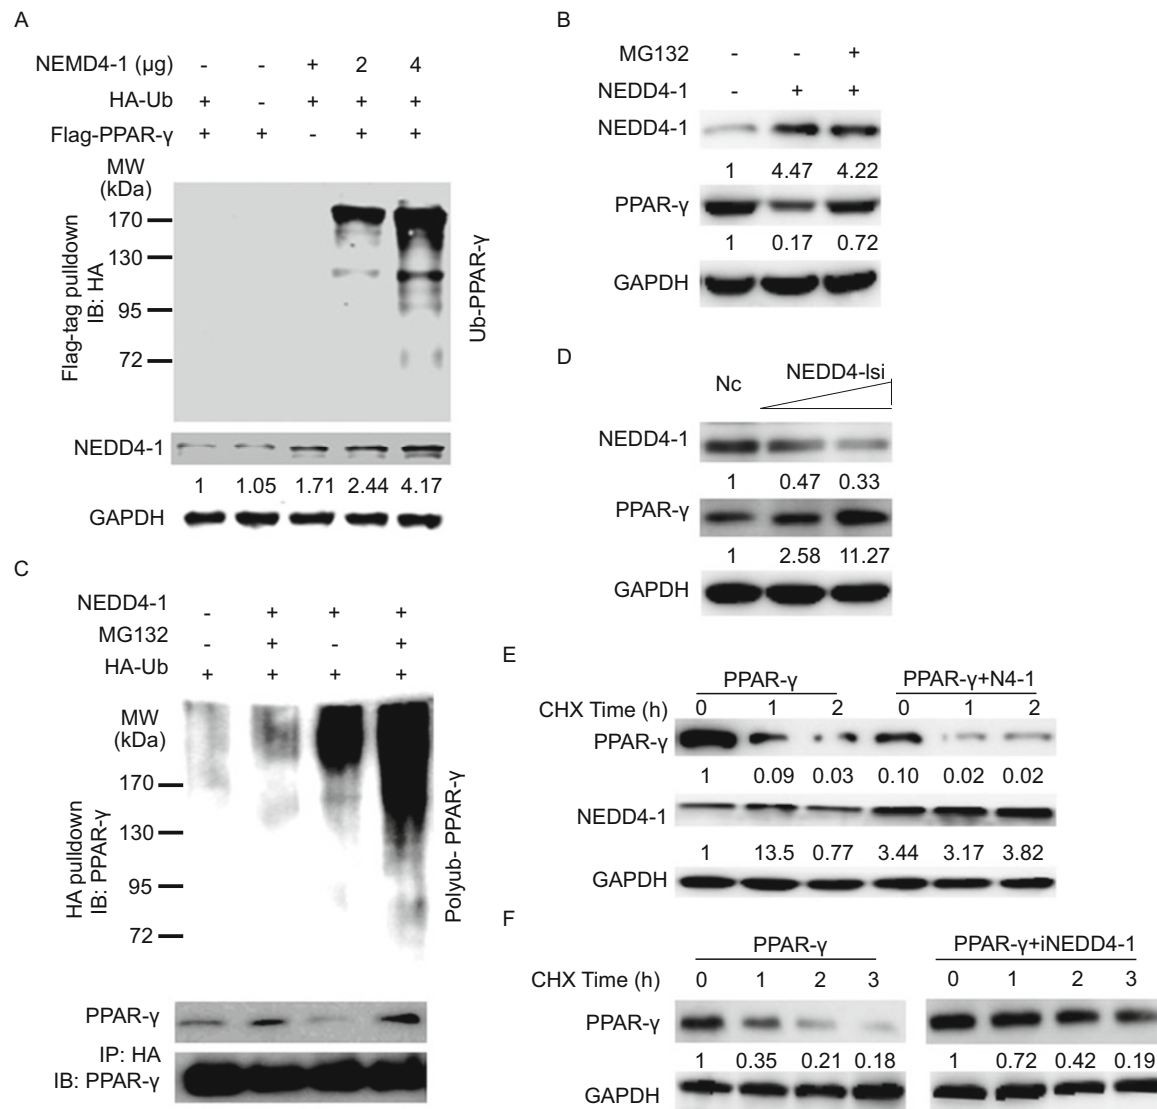 A
NEMD4-1 (μg) - - + 2 4
HA-Ub + - + + +
Flag-PPAR-γ + + - + +
MW
(kDa)
170
130
95
72
Flag-tag pulldown
IB: HA
Ub-PPAR-γ
NEDD4-1
1 1.05 1.71 2.44 4.17
GAPDH
B
MG132 - - +
NEDD4-1 - + +
NEDD4-1
1 4.47 4.22
PPAR-γ
1 0.17 0.72
GAPDH
C
NEDD4-1 - + + +
MG132 - + - +
HA-Ub + + + +
MW
(kDa)
170
130
95
72
HA pulldown
IB: PPAR-γ
Polyub- PPAR-γ
PPAR-γ
IP: HA
IB: PPAR-γ
D
Nc NEDD4-lsi
NEDD4-1
1 0.47 0.33
PPAR-γ
1 2.58 11.27
GAPDH
E
PPAR-γ PPAR-γ+N4-1
CHX Time (h) 0 1 2 0 1 2
PPAR-γ
1 0.09 0.03 0.10 0.02 0.02
NEDD4-1
1 13.5 0.77 3.44 3.17 3.82
GAPDH
F
PPAR-γ PPAR-γ+iNEDD4-1
CHX Time (h) 0 1 2 3 0 1 2 3
PPAR-γ
1 0.35 0.21 0.18 1 0.72 0.42 0.19
GAPDH